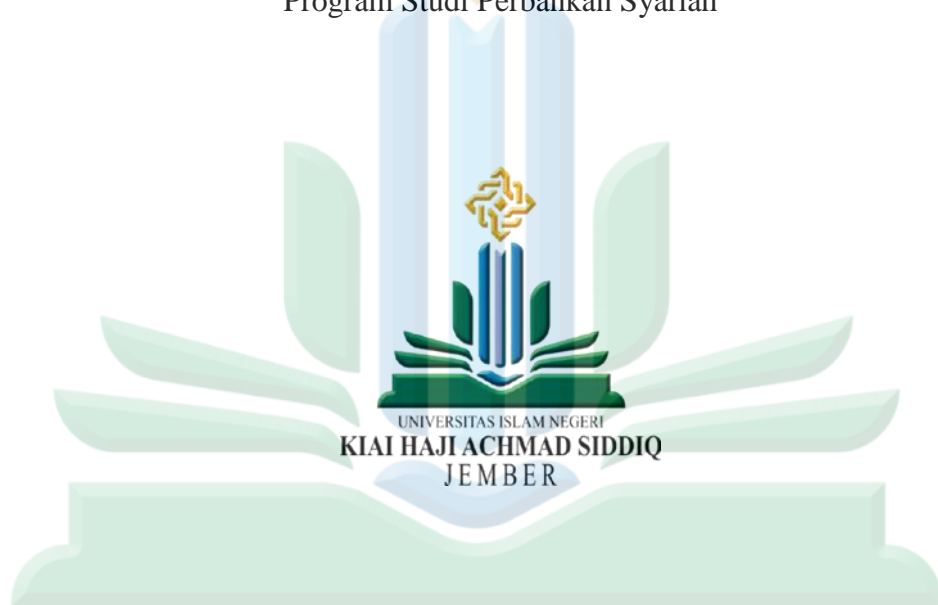 Program Studi Perbankan Syariah
UNIVERSITAS ISLAM NEGERI
KIAI HAJI ACHMAD SIDDIQ
JEMBER